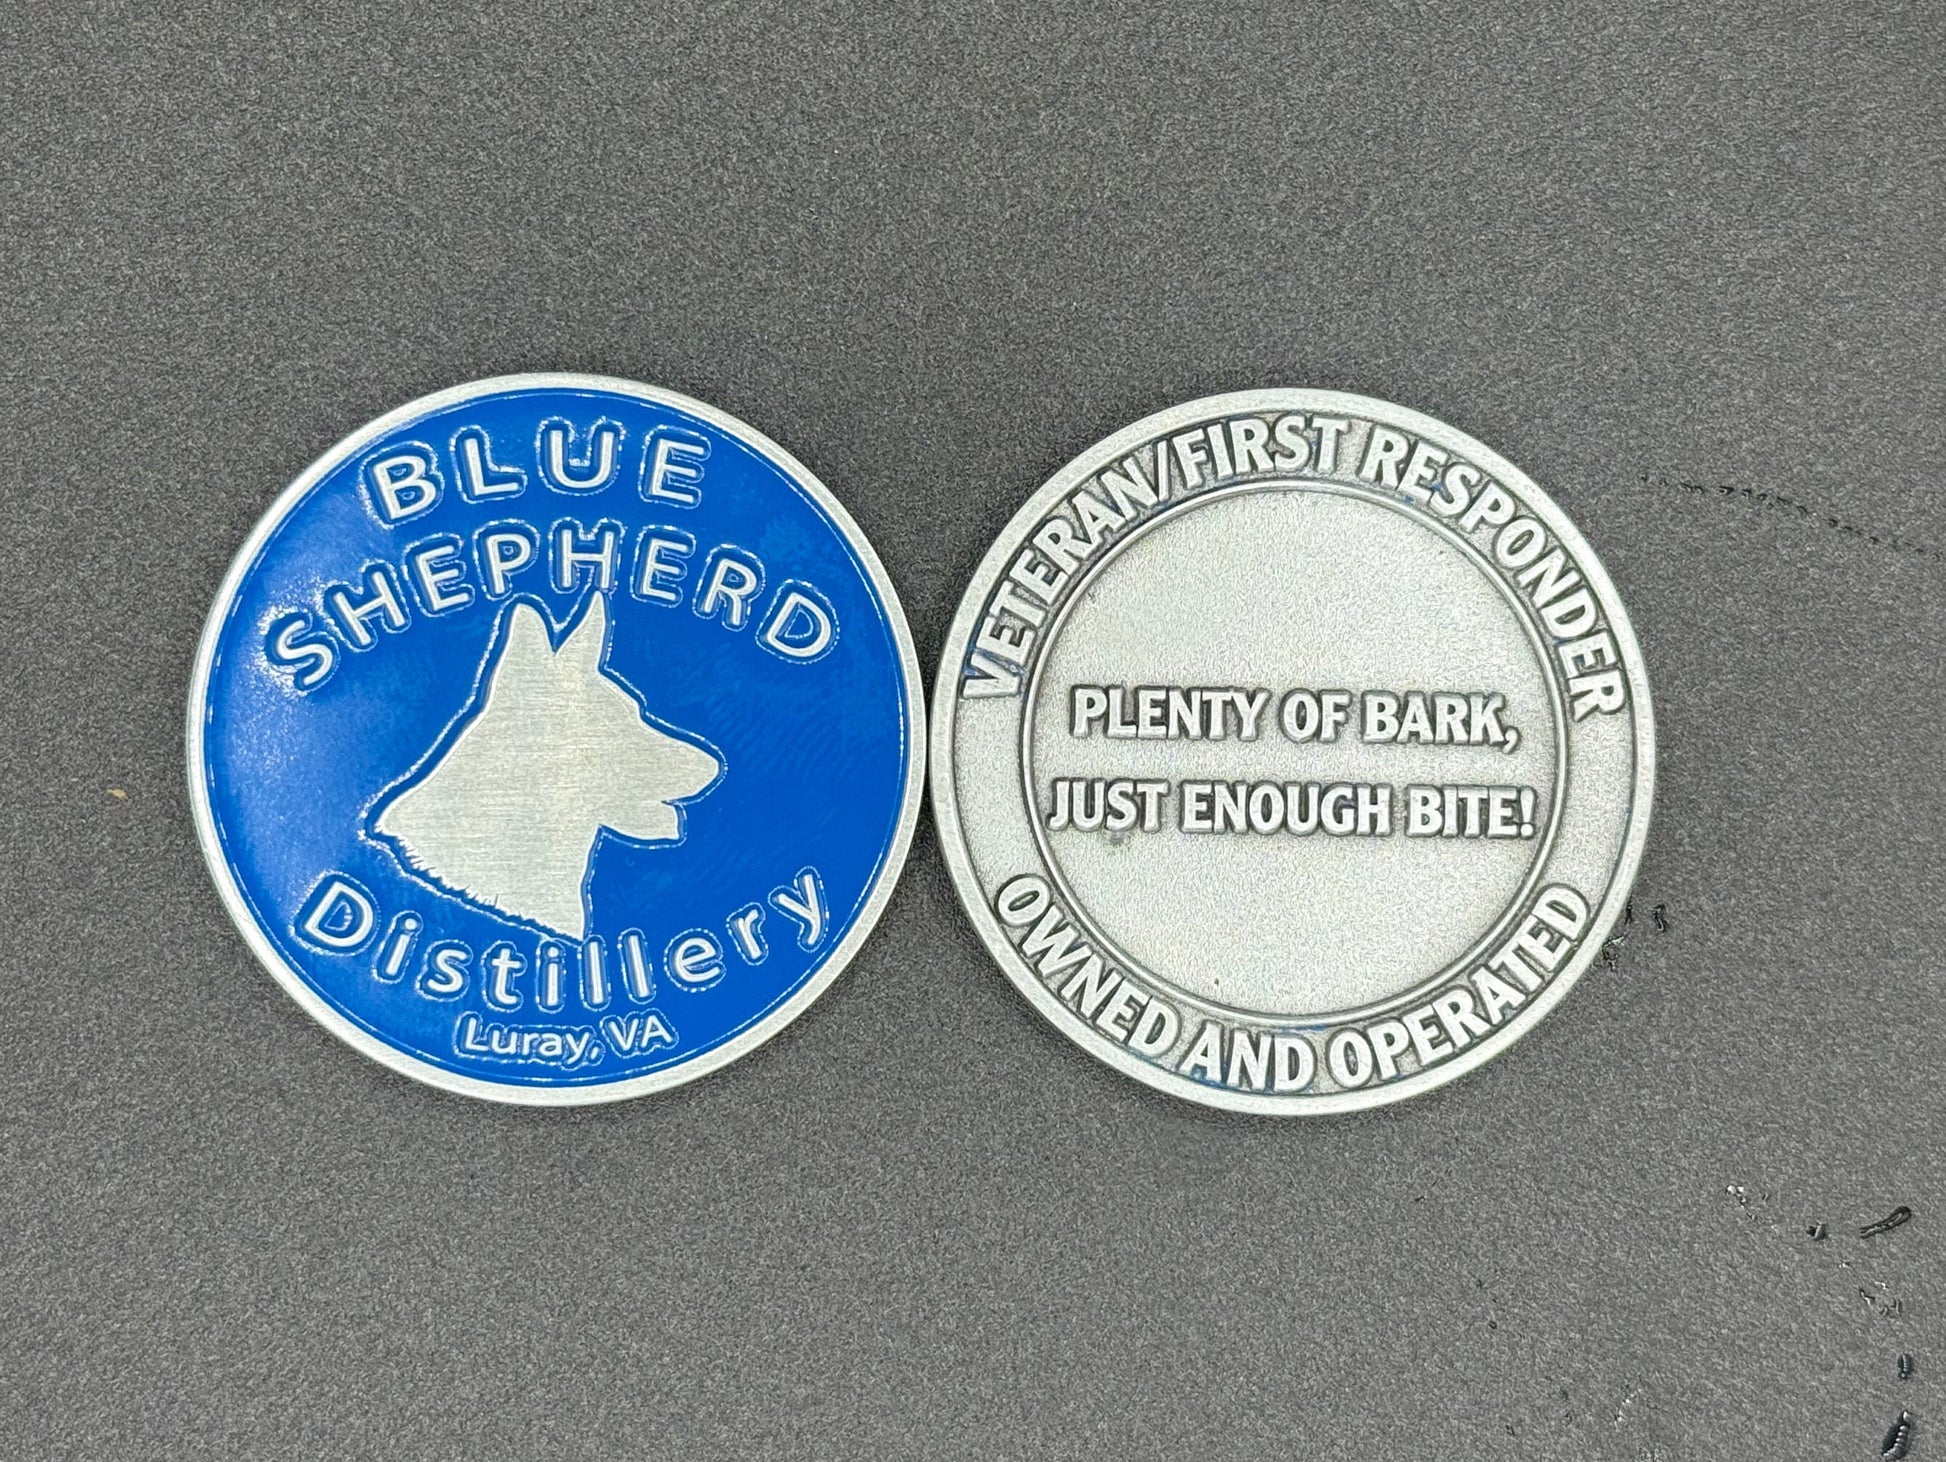 BLUE
SHEPHERD
Distillery
Luray, VA
VETERAN/FIRST RESPONDER
PLENTY OF BARK,
JUST ENOUGH BITE!
OWNED AND OPERATED